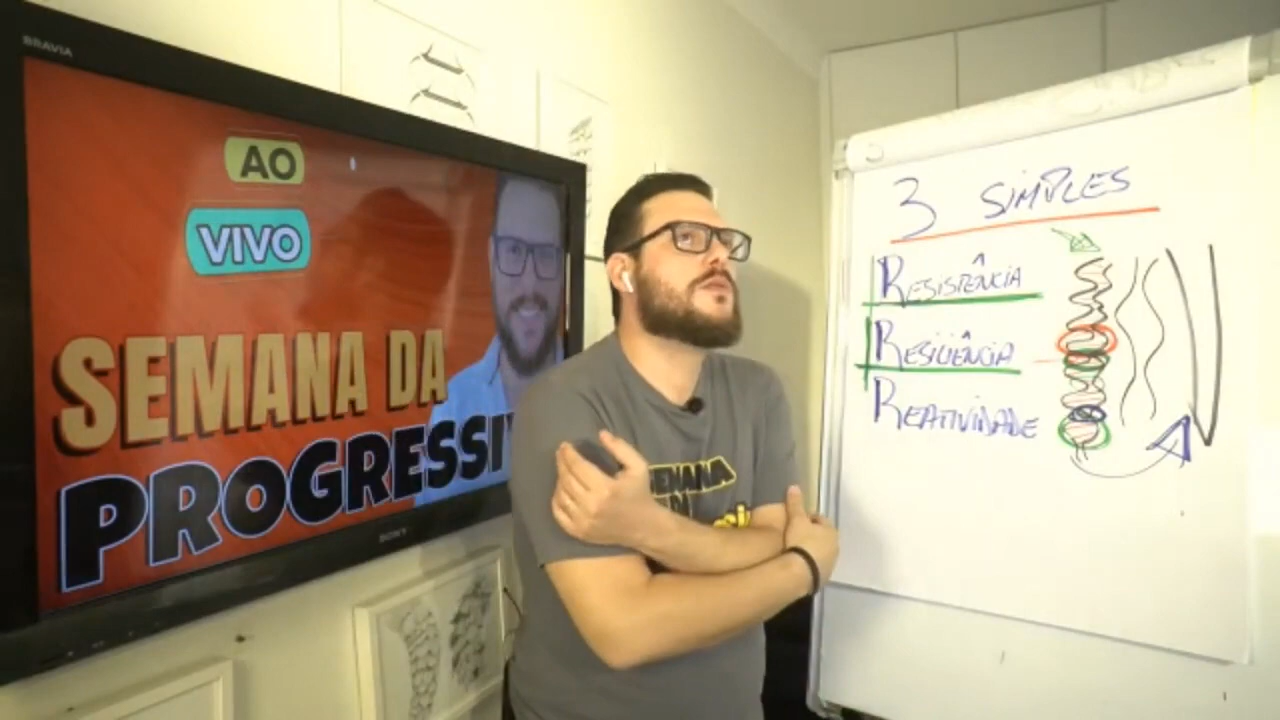 BRAVIA
AO
VIVO
SEMANA DA
PROGRESSI
SONY
SEMANA
3 SIMPLES
RESISTÊNCIA
RESILIÊNCIA
REATIVIDADE